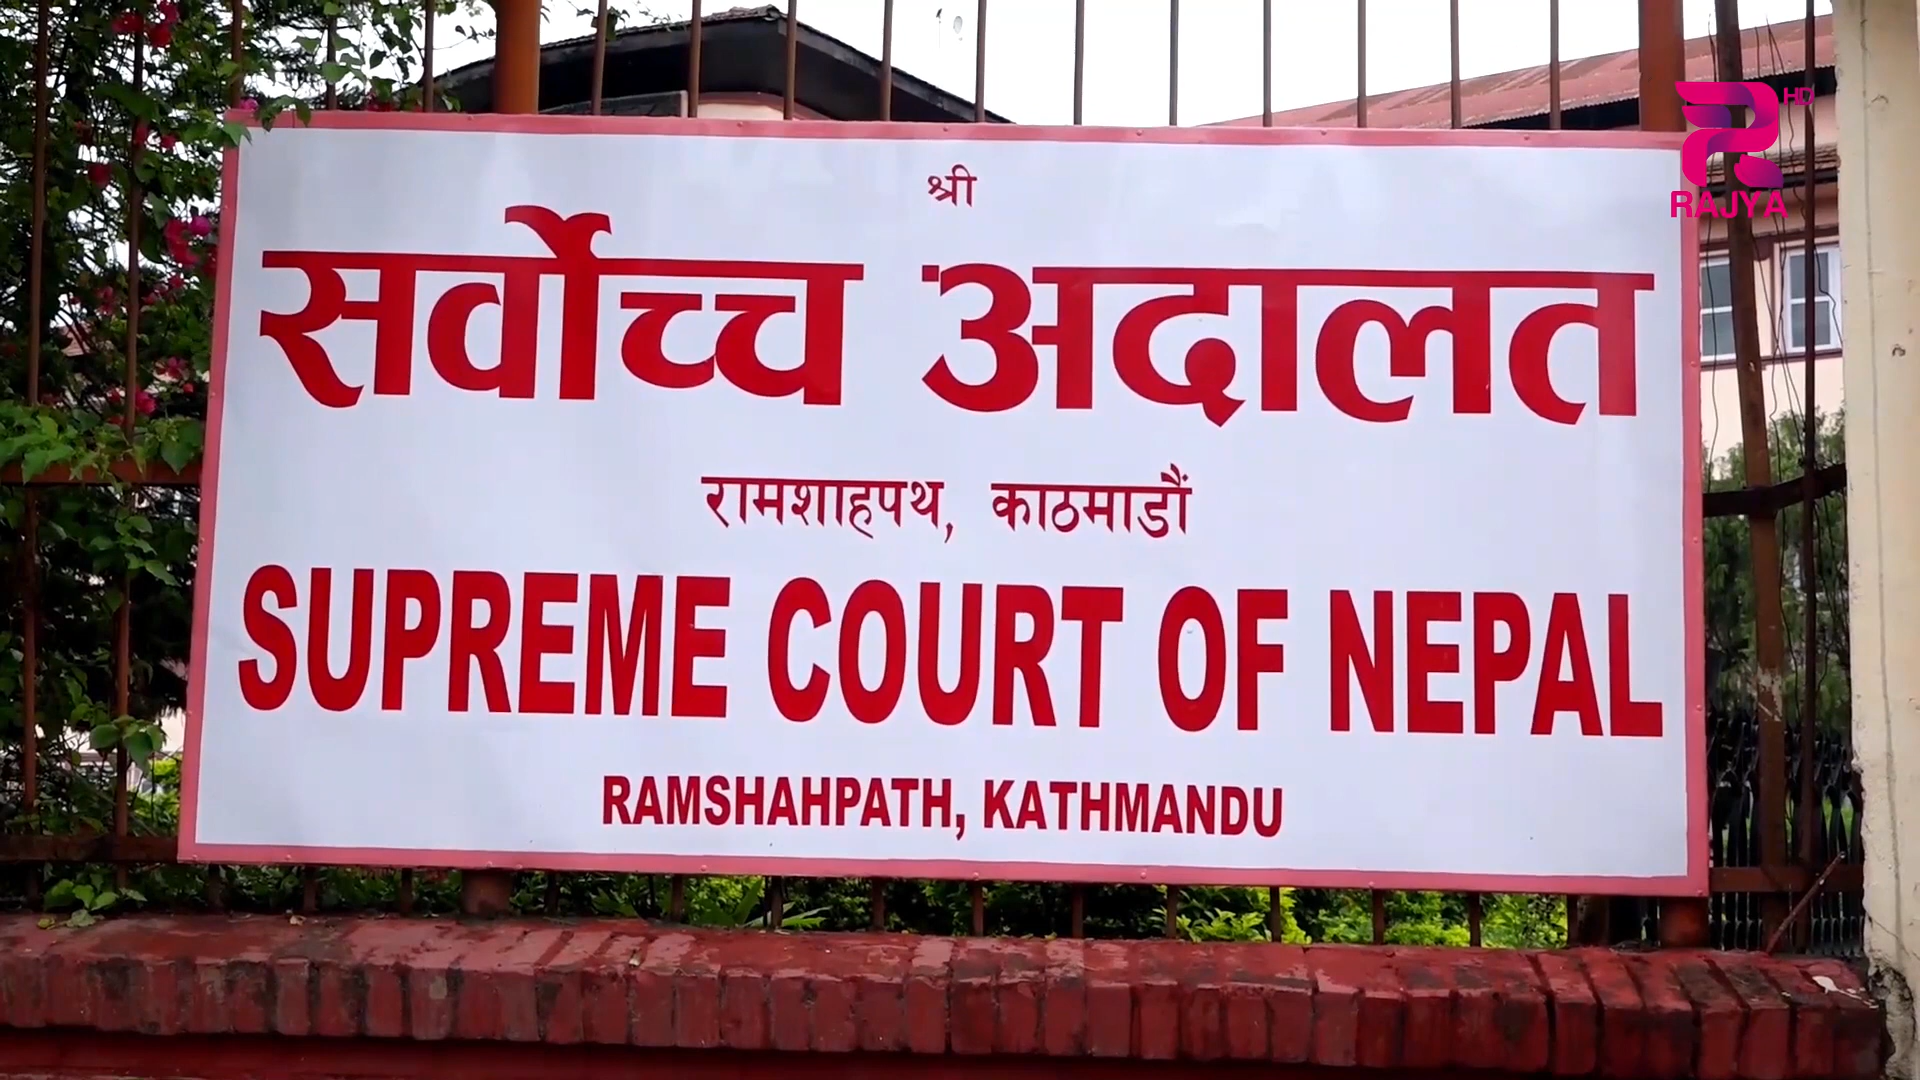 श्री
सर्वोच्च अदालत
रामशाहपथ, काठमाडौं
SUPREME COURT OF NEPAL
RAMSHAHPATH, KATHMANDU
HD
RAJYA